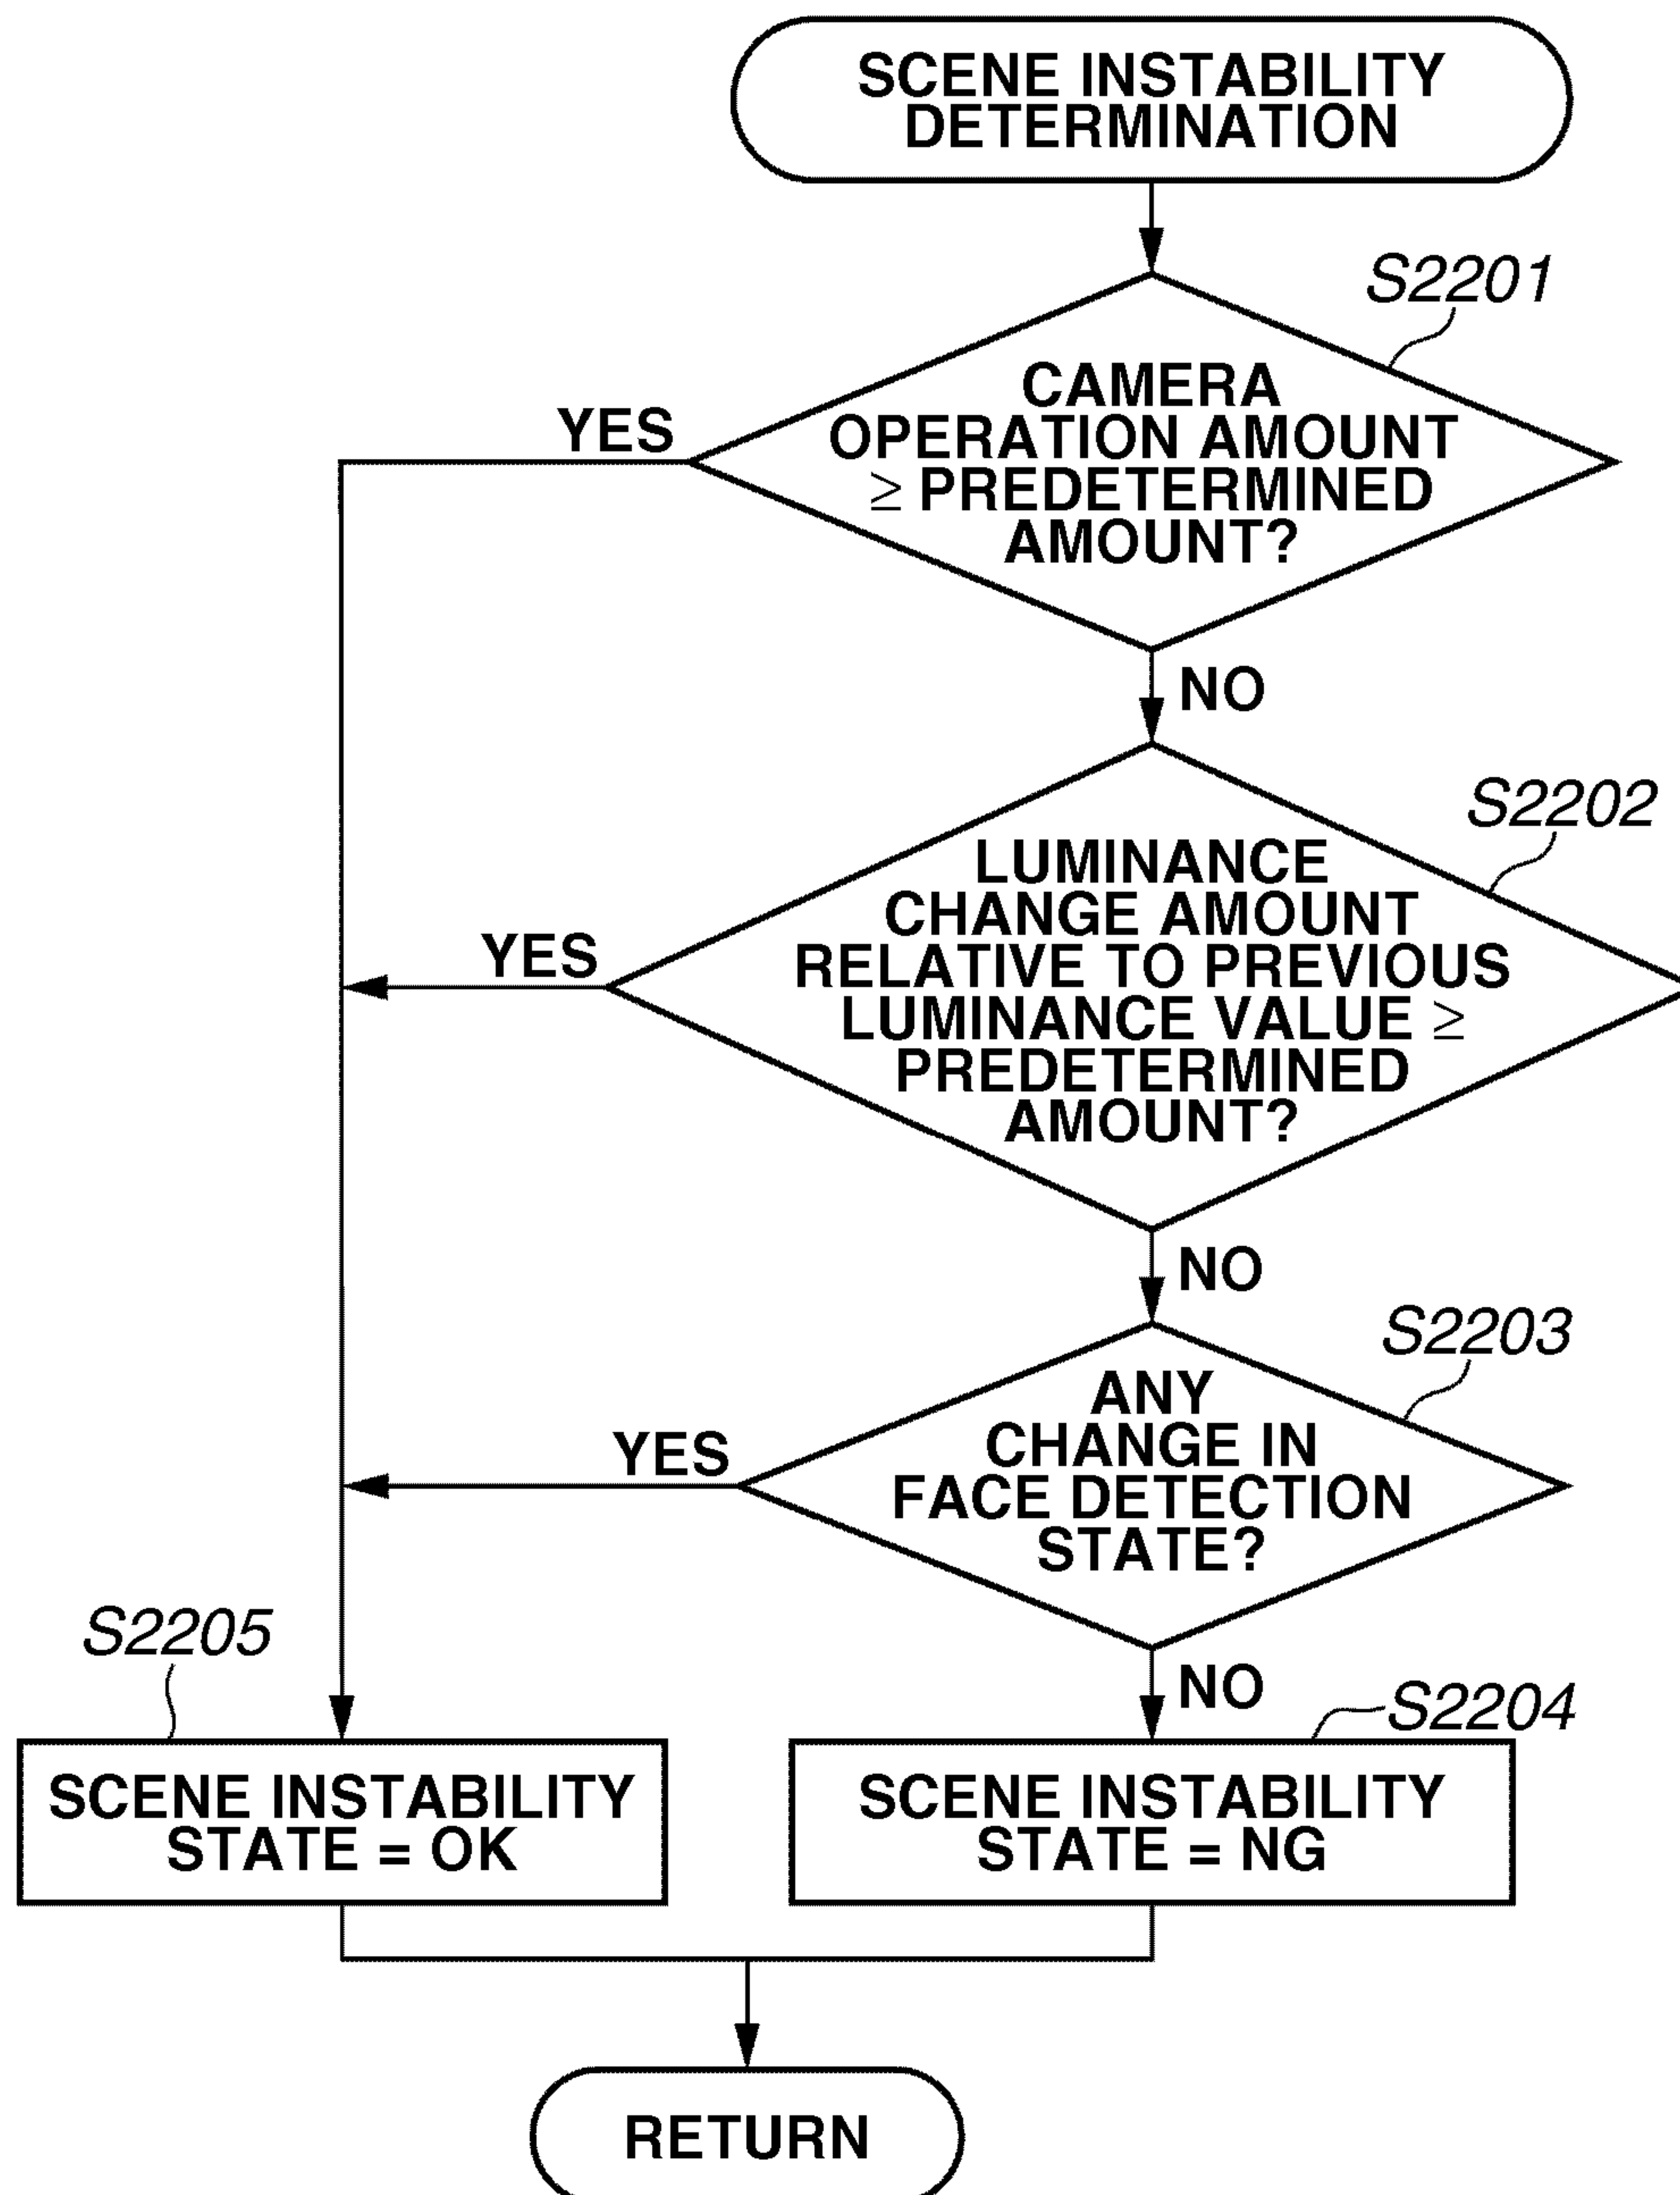 SCENE INSTABILITY
DETERMINATION
S2201
CAMERA
OPERATION AMOUNT
≥ PREDETERMINED
AMOUNT?
YES
NO
S2202
LUMINANCE
CHANGE AMOUNT
RELATIVE TO PREVIOUS
LUMINANCE VALUE ≥
PREDETERMINED
AMOUNT?
YES
NO
S2203
ANY
CHANGE IN
FACE DETECTION
STATE?
YES
NO
S2205
S2204
SCENE INSTABILITY
STATE = OK
SCENE INSTABILITY
STATE = NG
RETURN